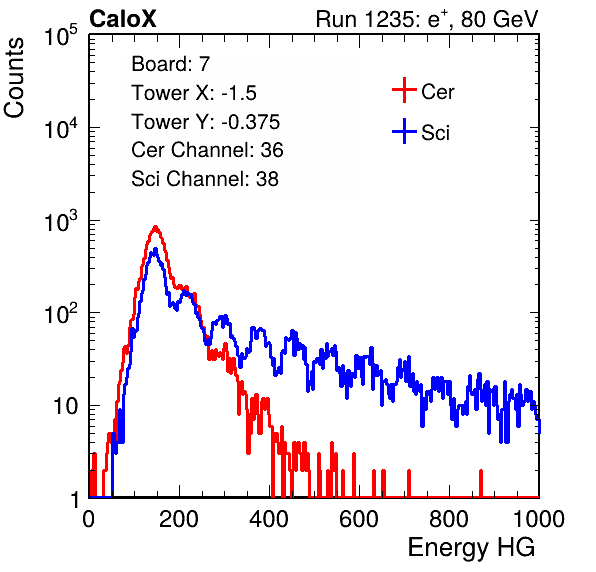 CaloX Run 1235: e+, 80 GeV
Counts
10^5
10^4
10^3
10^2
10
1
Board: 7
Tower X: -1.5
Tower Y: -0.375
Cer Channel: 36
Sci Channel: 38
Cer
Sci
0 200 400 600 800 1000
Energy HG